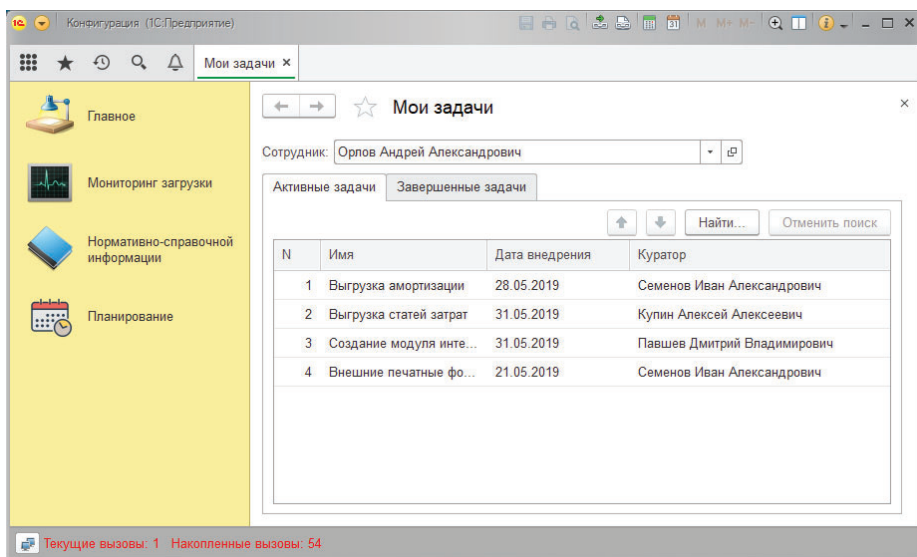 1С Конфигурация (1С:Предприятие) 31 M M+ M-
Мои задачи ×
Главное
Мониторинг загрузки
Нормативно-справочной
информации
Планирование
Мои задачи
Сотрудник: Орлов Андрей Александрович
Активные задачи Завершенные задачи
Найти... Отменить поиск
N Имя Дата внедрения Куратор
1 Выгрузка амортизации 28.05.2019 Семенов Иван Александрович
2 Выгрузка статей затрат 31.05.2019 Купин Алексей Алексеевич
3 Создание модуля инте... 31.05.2019 Павшев Дмитрий Владимирович
4 Внешние печатные фо... 21.05.2019 Семенов Иван Александрович
Текущие вызовы: 1 Накопленные вызовы: 54